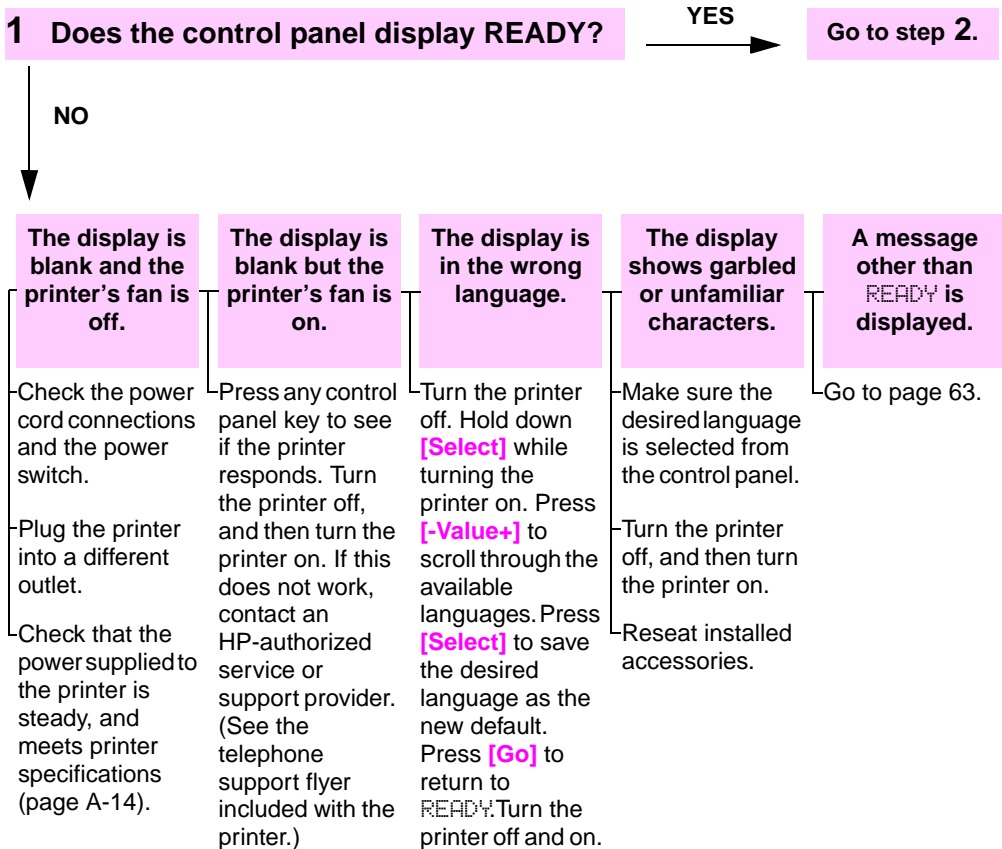 1 Does the control panel display READY?
YES
Go to step 2.
NO
The display is
blank and the
printer's fan is
off.
Check the power
cord connections
and the power
switch.
Plug the printer
into a different
outlet.
Check that the
power supplied to
the printer is
steady, and
meets printer
specifications
(page A-14).
The display is
blank but the
printer's fan is
on.
Press any control
panel key to see
if the printer
responds. Turn
the printer off,
and then turn the
printer on. If this
does not work,
contact an
HP-authorized
service or
support provider.
(See the
telephone
support flyer
included with the
printer.)
The display is
in the wrong
language.
Turn the printer
off. Hold down
[Select] while
turning the
printer on. Press
[-Value+] to
scroll through the
available
languages. Press
[Select] to save
the desired
language as the
new default.
Press [Go] to
return to
READY. Turn the
printer off and on.
The display
shows garbled
or unfamiliar
characters.
Make sure the
desired language
is selected from
the control panel.
Turn the printer
off, and then turn
the printer on.
Reseat installed
accessories.
A message
other than
READY is
displayed.
Go to page 63.